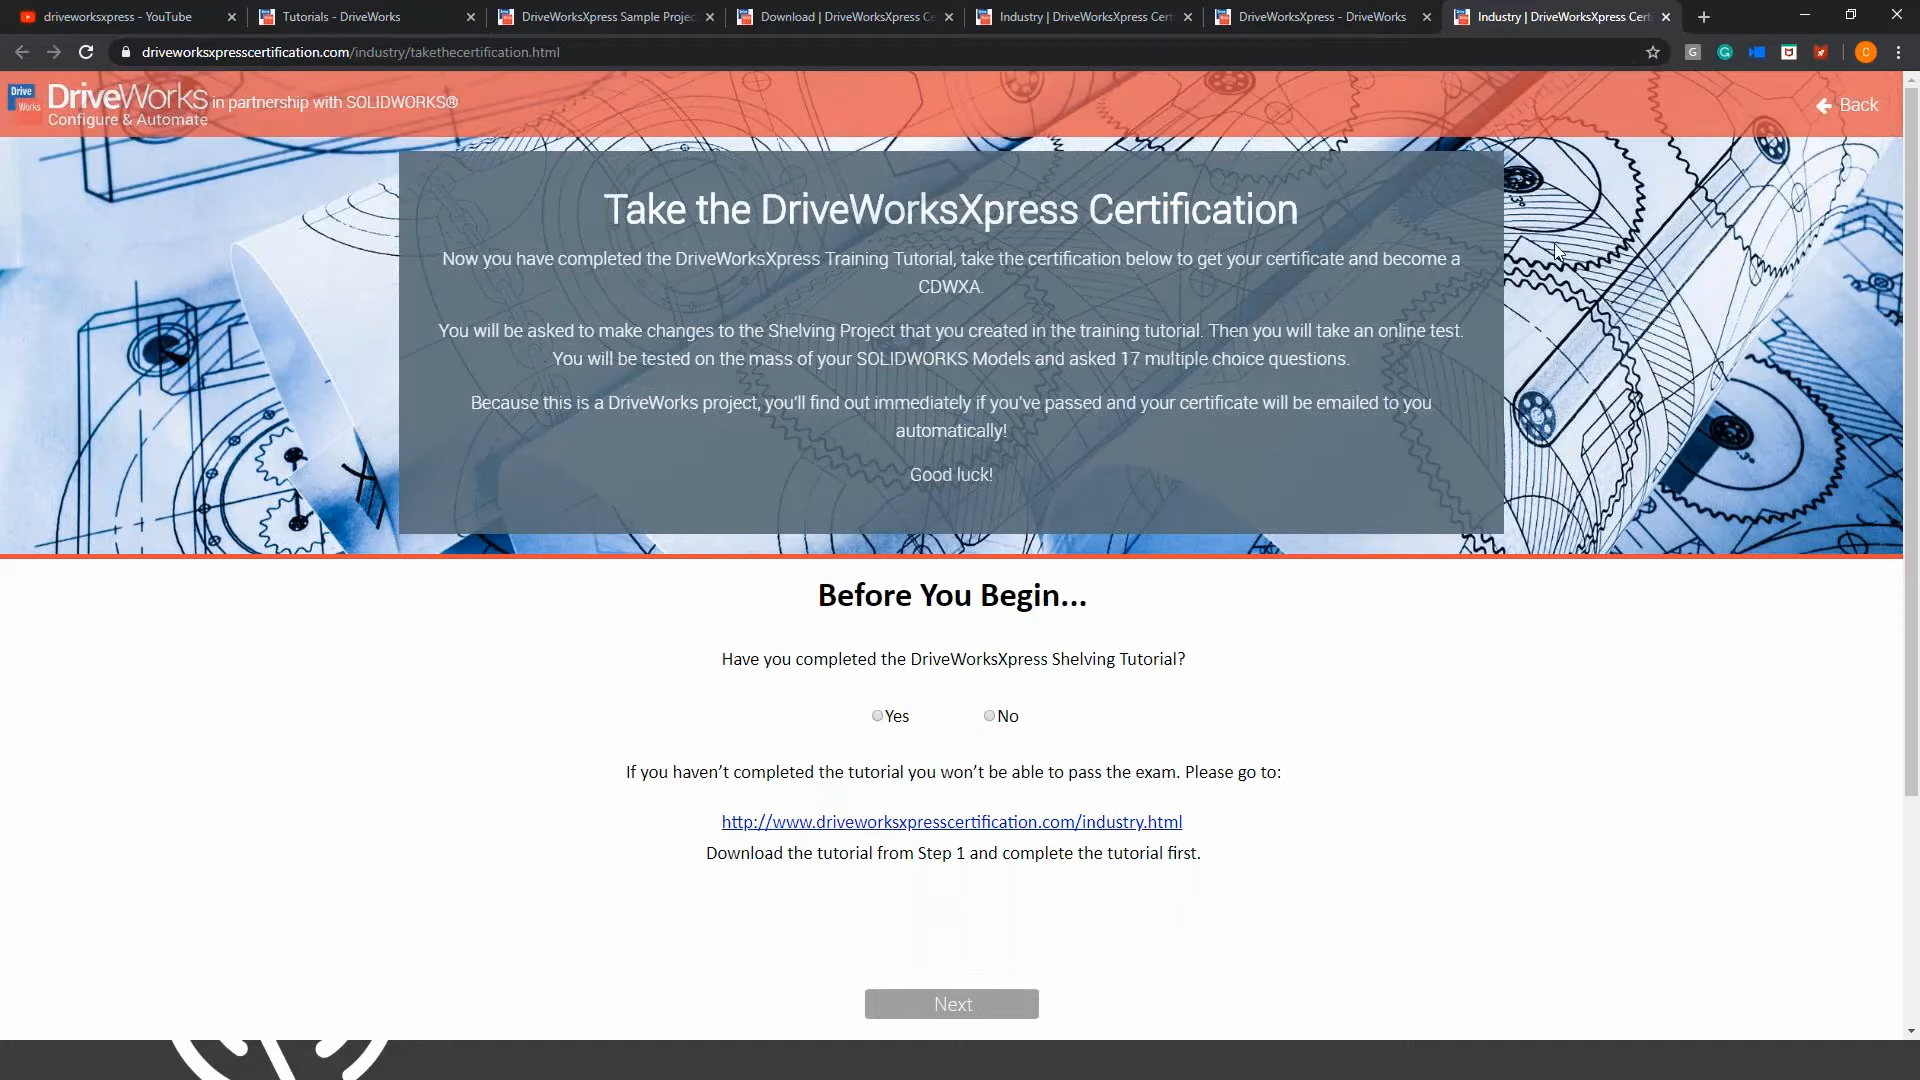 driveworksxpress - YouTube
Tutorials - DriveWorks
DriveWorksXpress Sample Projec
Download | DriveWorksXpress Ce
Industry | DriveWorksXpress Cert
DriveWorksXpress - DriveWorks
Industry | DriveWorksXpress Cert
driveworksxpresscertification.com/industry/takethecertification.html
Drive Works
DriveWorks in partnership with SOLIDWORKS®
Configure & Automate
Back
Take the DriveWorksXpress Certification
Now you have completed the DriveWorksXpress Training Tutorial, take the certification below to get your certificate and become a
CDWXA.
You will be asked to make changes to the Shelving Project that you created in the training tutorial. Then you will take an online test.
You will be tested on the mass of your SOLIDWORKS Models and asked 17 multiple choice questions.
Because this is a DriveWorks project, you'll find out immediately if you've passed and your certificate will be emailed to you
automatically!
Good luck!
Before You Begin...
Have you completed the DriveWorksXpress Shelving Tutorial?
Yes No
If you haven't completed the tutorial you won't be able to pass the exam. Please go to:
http://www.driveworksxpresscertification.com/industry.html
Download the tutorial from Step 1 and complete the tutorial first.
Next